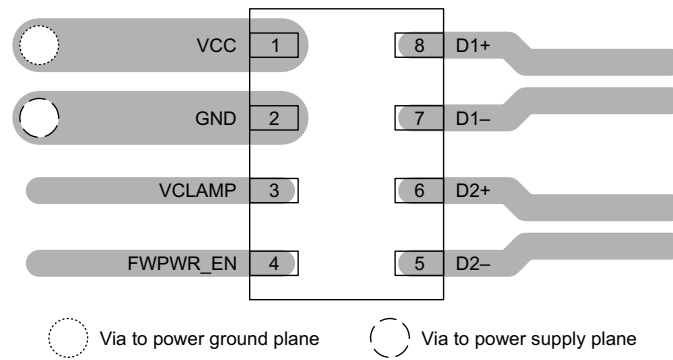 VCC 1 8 D1+
GND 2 7 D1–
VCLAMP 3 6 D2+
FWPWR_EN 4 5 D2–
Via to power ground plane Via to power supply plane